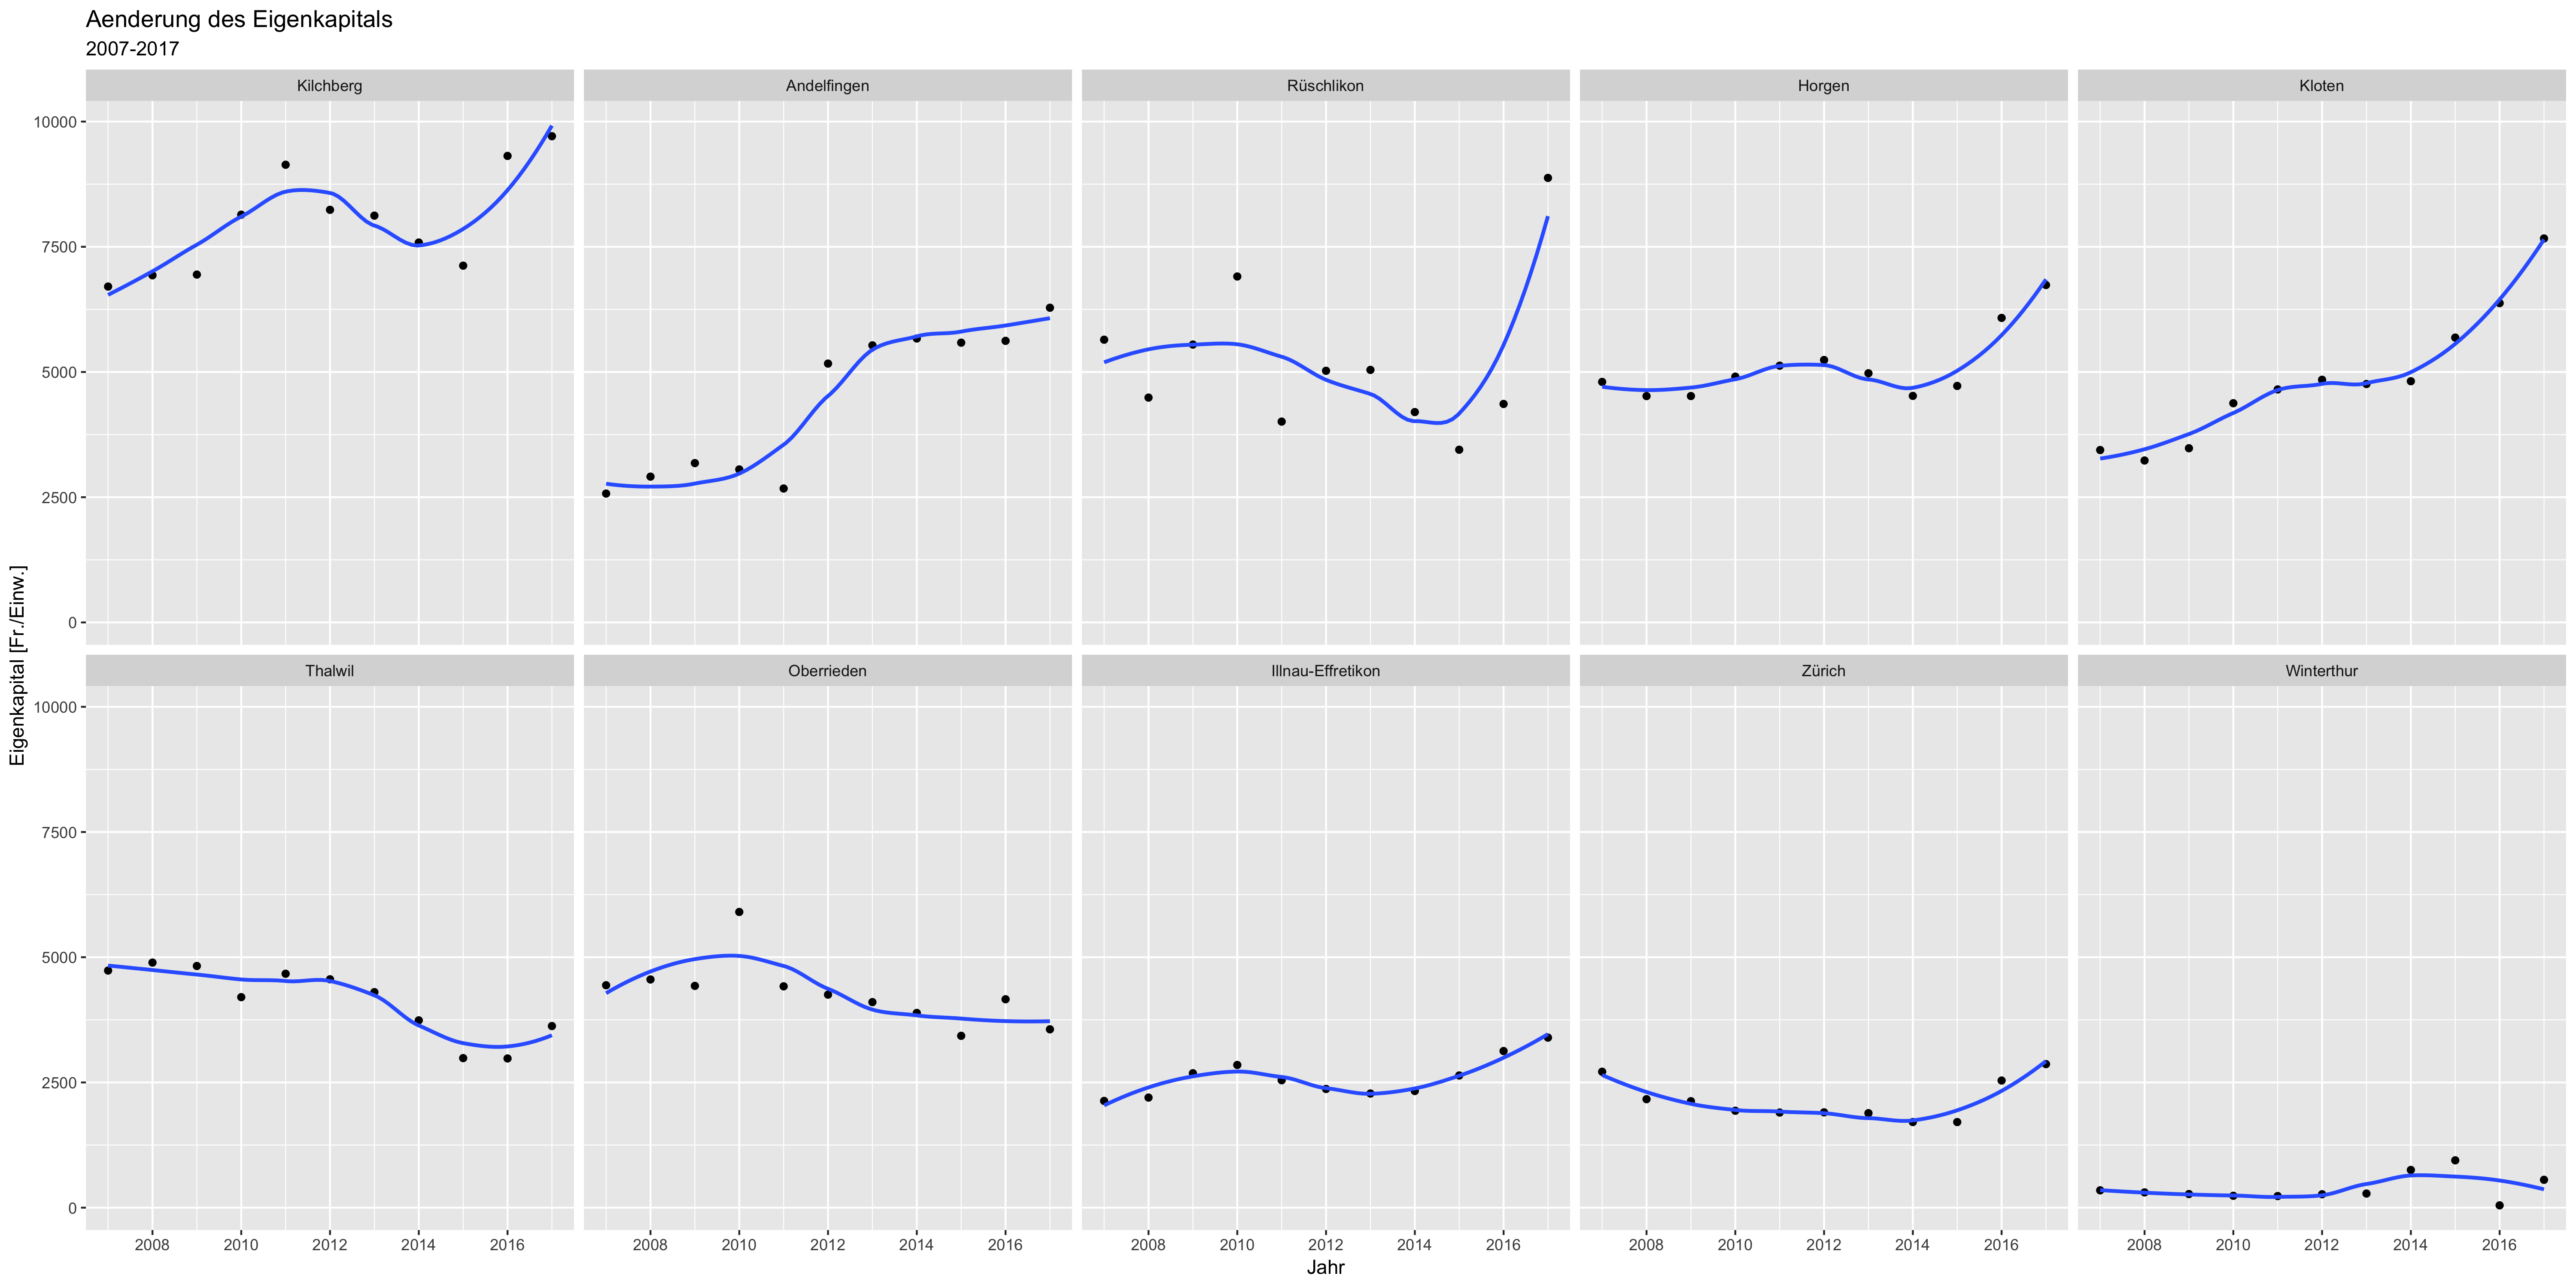 Aenderung des Eigenkapitals
2007-2017
Kilchberg Andelfingen Rüschlikon Horgen Kloten
10000
7500
5000
2500
0
Eigenkapital [Fr./Einw.]
Thalwil Oberrieden Illnau-Effretikon Zürich Winterthur
10000
7500
5000
2500
0
2008 2010 2012 2014 2016 2008 2010 2012 2014 2016 2008 2010 2012 2014 2016 2008 2010 2012 2014 2016 2008 2010 2012 2014 2016
Jahr